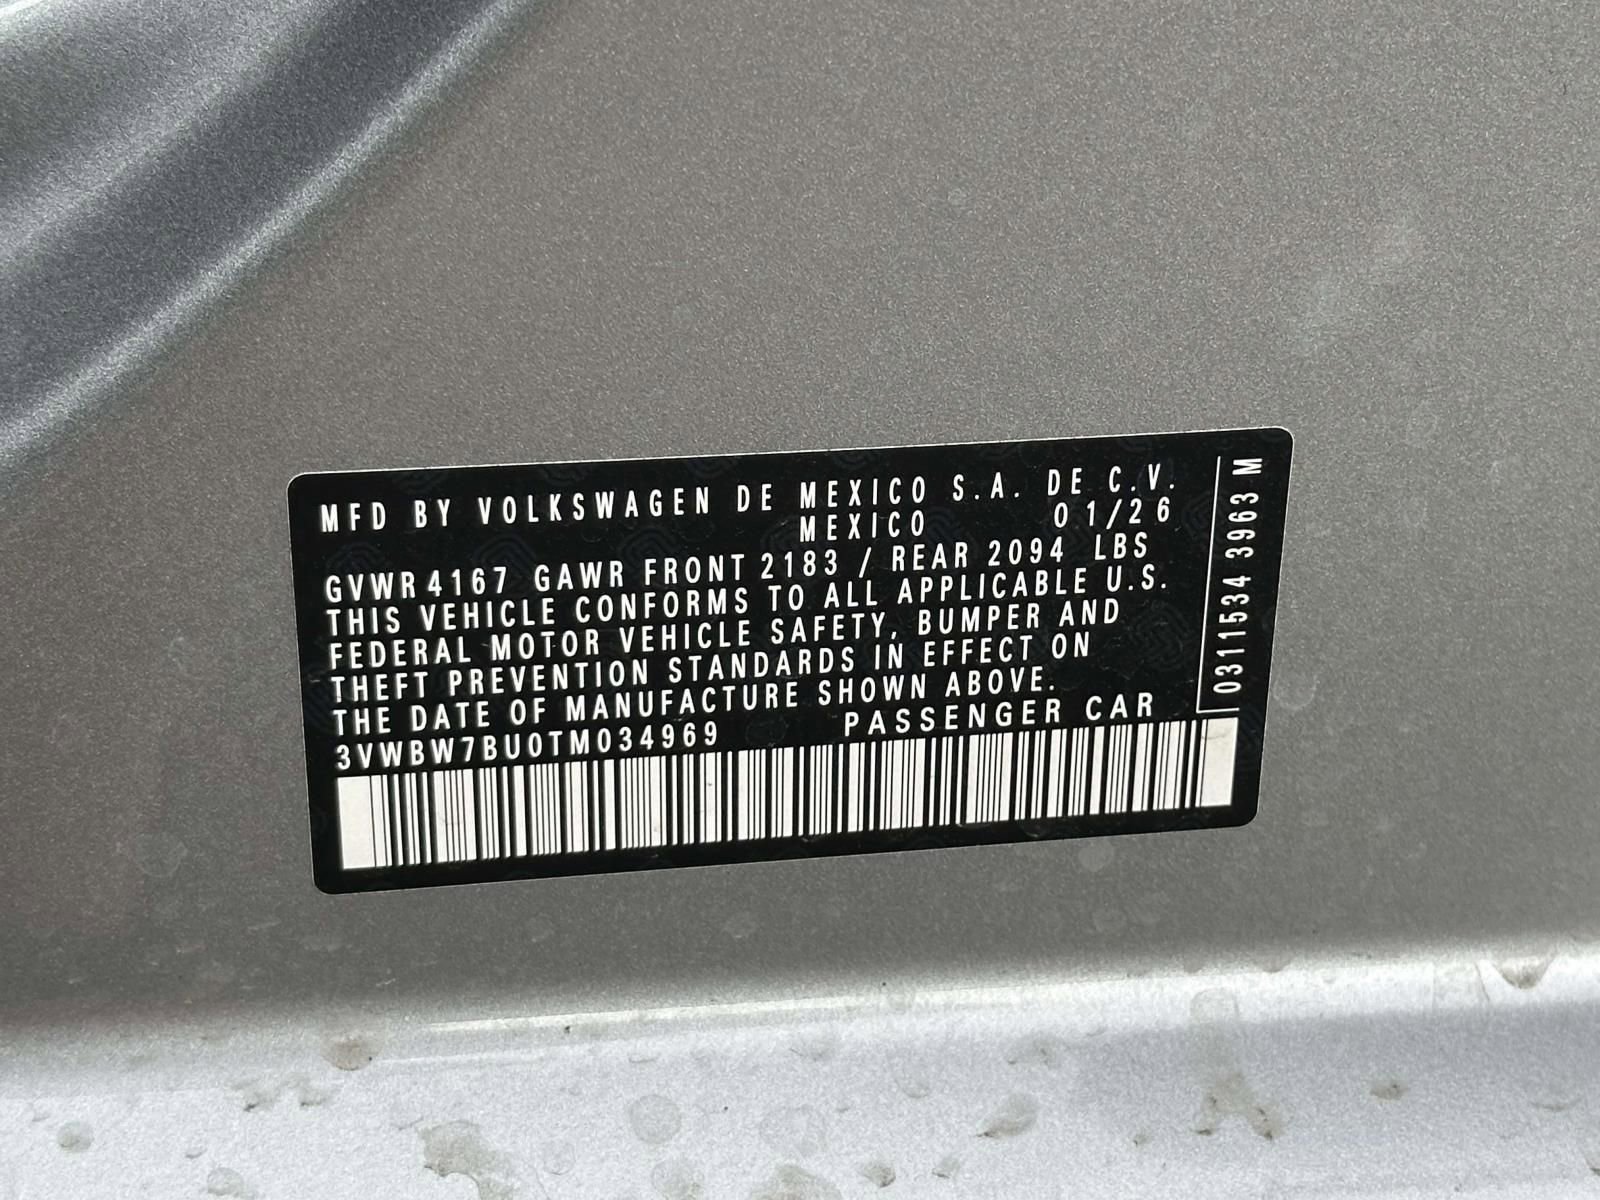 MFD BY VOLKSWAGEN DE MEXICO S.A. DE C.V.
MEXICO 01/26
GVWR 4167 GAWR FRONT 2183 / REAR 2094 LBS
THIS VEHICLE CONFORMS TO ALL APPLICABLE U.S.
FEDERAL MOTOR VEHICLE SAFETY, BUMPER AND
THEFT PREVENTION STANDARDS IN EFFECT ON
THE DATE OF MANUFACTURE SHOWN ABOVE.
3VWBW7BU0TM034969 PASSENGER CAR
0311534 3963 M